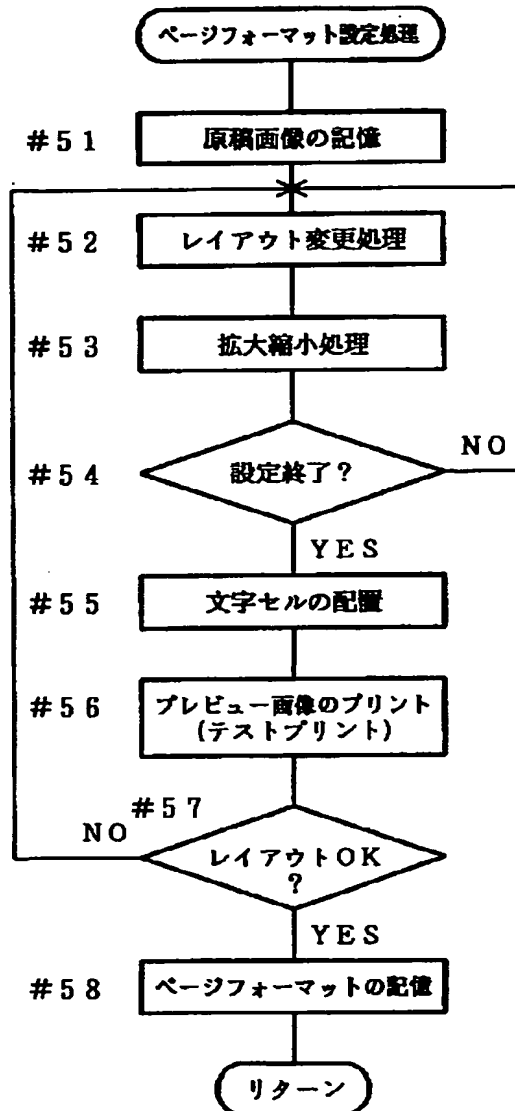 ページフォーマット設定処理
#51
原稿画像の記憶
#52
レイアウト変更処理
#53
拡大縮小処理
#54
設定終了?
NO
YES
#55
文字セルの配置
#56
プレビュー画像のプリント
(テストプリント)
#57
NO
レイアウトOK
?
YES
#58
ページフォーマットの記憶
リターン